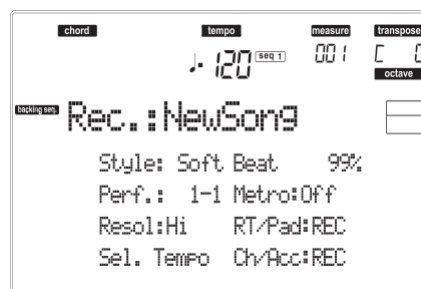 chord tempo measure transpose
♩. 120 seq 1 001 C 0
octave
backing seq. Rec.:NewSong
Style: Soft Beat 99%
Perf.: 1-1 Metro:Off
Resol:Hi RT/Pad:REC
Sel. Tempo Ch/Acc:REC